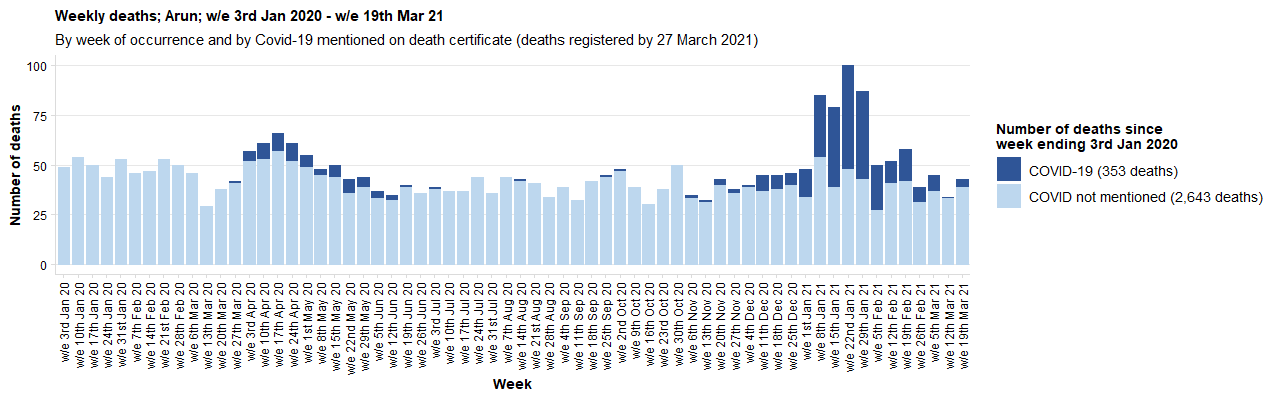 Weekly deaths; Arun; w/e 3rd Jan 2020 - w/e 19th Mar 21
By week of occurrence and by Covid-19 mentioned on death certificate (deaths registered by 27 March 2021)
Number of deaths
100
75
50
25
0
w/e 3rd Jan 20
w/e 10th Jan 20
w/e 17th Jan 20
w/e 24th Jan 20
w/e 31st Jan 20
w/e 7th Feb 20
w/e 14th Feb 20
w/e 21st Feb 20
w/e 28th Feb 20
w/e 6th Mar 20
w/e 13th Mar 20
w/e 20th Mar 20
w/e 27th Mar 20
w/e 3rd Apr 20
w/e 10th Apr 20
w/e 17th Apr 20
w/e 24th Apr 20
w/e 1st May 20
w/e 8th May 20
w/e 15th May 20
w/e 22nd May 20
w/e 29th May 20
w/e 5th Jun 20
w/e 12th Jun 20
w/e 19th Jun 20
w/e 26th Jun 20
w/e 3rd Jul 20
w/e 10th Jul 20
w/e 17th Jul 20
w/e 24th Jul 20
w/e 31st Jul 20
w/e 7th Aug 20
w/e 14th Aug 20
w/e 21st Aug 20
w/e 28th Aug 20
w/e 4th Sep 20
w/e 11th Sep 20
w/e 18th Sep 20
w/e 25th Sep 20
w/e 2nd Oct 20
w/e 9th Oct 20
w/e 16th Oct 20
w/e 23rd Oct 20
w/e 30th Oct 20
w/e 6th Nov 20
w/e 13th Nov 20
w/e 20th Nov 20
w/e 27th Nov 20
w/e 4th Dec 20
w/e 11th Dec 20
w/e 18th Dec 20
w/e 25th Dec 20
w/e 1st Jan 21
w/e 8th Jan 21
w/e 15th Jan 21
w/e 22nd Jan 21
w/e 29th Jan 21
w/e 5th Feb 21
w/e 12th Feb 21
w/e 19th Feb 21
w/e 26th Feb 21
w/e 5th Mar 21
w/e 12th Mar 21
w/e 19th Mar 21
Week
Number of deaths since
week ending 3rd Jan 2020
COVID-19 (353 deaths)
COVID not mentioned (2,643 deaths)